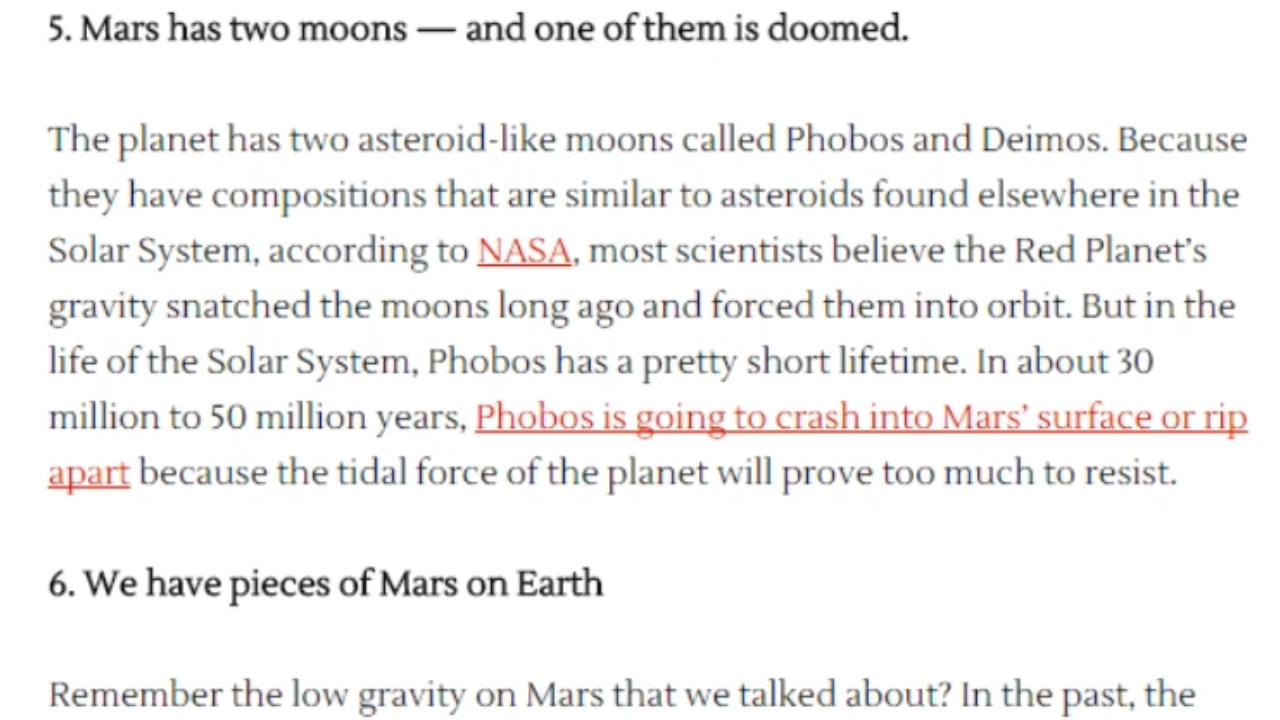 5. Mars has two moons — and one of them is doomed.
The planet has two asteroid-like moons called Phobos and Deimos. Because
they have compositions that are similar to asteroids found elsewhere in the
Solar System, according to NASA, most scientists believe the Red Planet’s
gravity snatched the moons long ago and forced them into orbit. But in the
life of the Solar System, Phobos has a pretty short lifetime. In about 30
million to 50 million years, Phobos is going to crash into Mars’ surface or rip
apart because the tidal force of the planet will prove too much to resist.
6. We have pieces of Mars on Earth
Remember the low gravity on Mars that we talked about? In the past, the